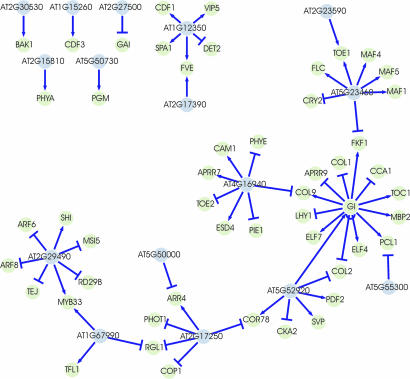 AT2G30530
AT1G15260
AT2G27500
CDF1
VIP5
AT2G23590
AT1G12350
BAK1
CDF3
GAI
SPA1
DET2
TOE1
MAF4
AT2G15810
AT5G50730
FVE
FLC
MAF5
AT5G23460
MAF1
CRY2
PHYA
PGM
AT2G17390
FKF1
CAM1
PHYE
COL1
APRR7
APRR9
CCA1
AT4G16940
COL9
TOC1
TOE2
LHY1
GI
MBP2
ESD4
PIE1
ELF7
ELF4
PCL1
ARF6
SHI
MSI5
AT2G29490
ARF8
AT5G50000
COL2
TEJ
RD29B
AT5G52920
AT5G55300
MYB33
ARR4
PDF2
PHOT1
COR78
SVP
AT1G67990
RGL1
AT2G17250
CKA2
TFL1
COP1